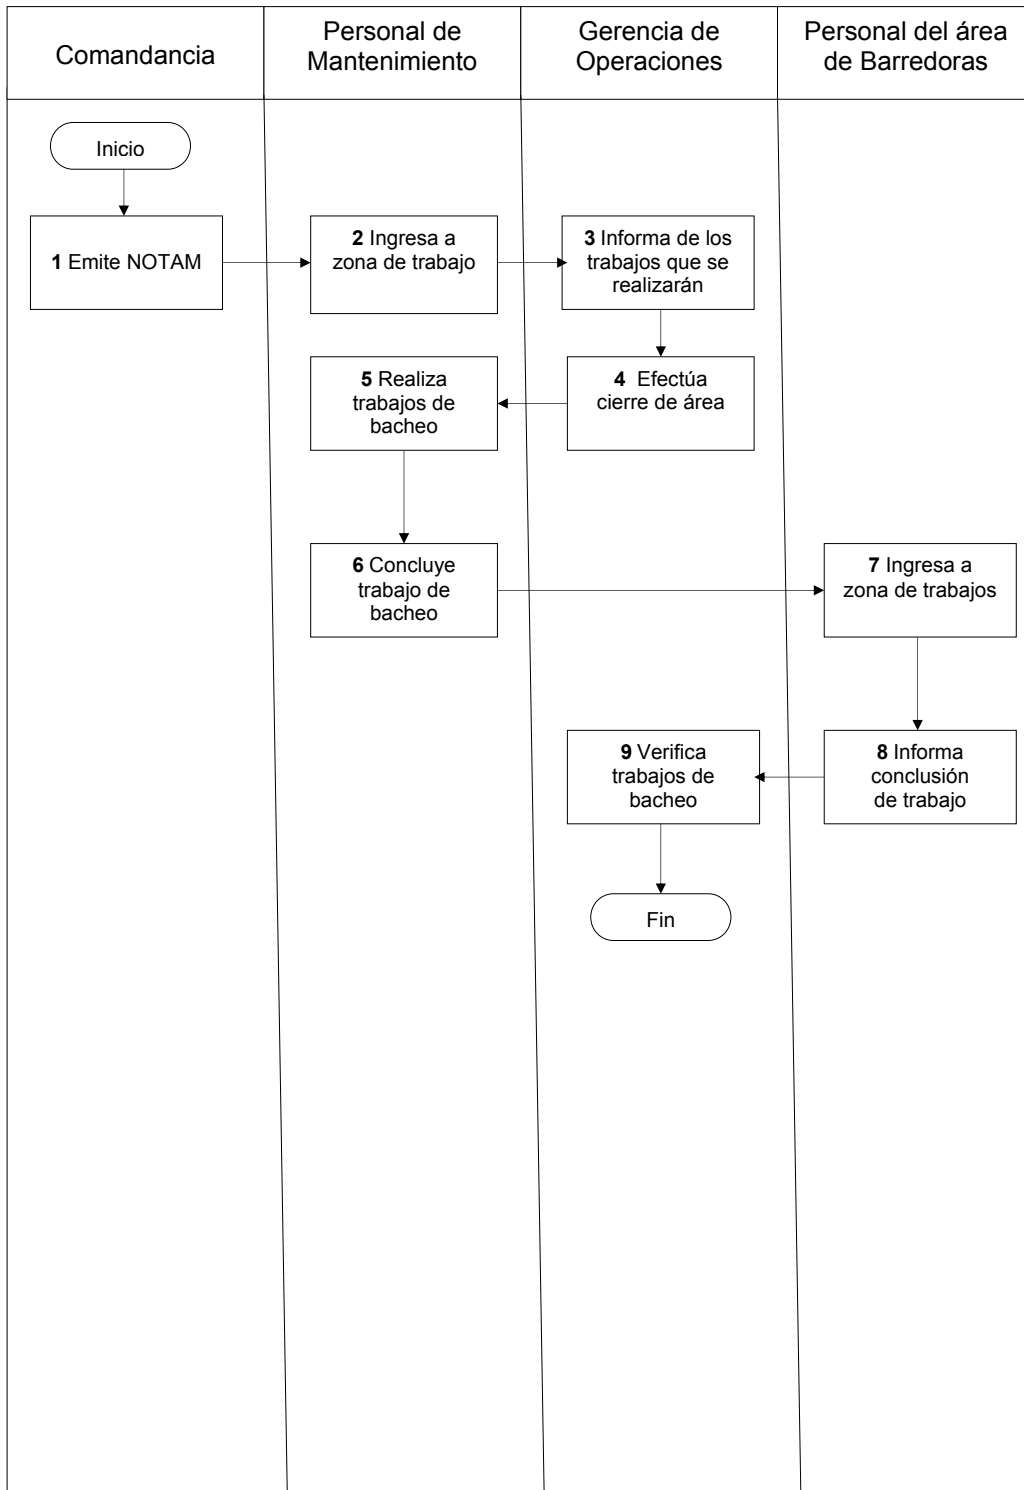 Comandancia
Personal de
Mantenimiento
Gerencia de
Operaciones
Personal del área
de Barredoras
Inicio
1 Emite NOTAM
2 Ingresa a
zona de trabajo
3 Informa de los
trabajos que se
realizarán
5 Realiza
trabajos de
bacheo
4 Efectúa
cierre de área
6 Concluye
trabajo de
bacheo
7 Ingresa a
zona de trabajos
9 Verifica
trabajos de
bacheo
8 Informa
conclusión
de trabajo
Fin